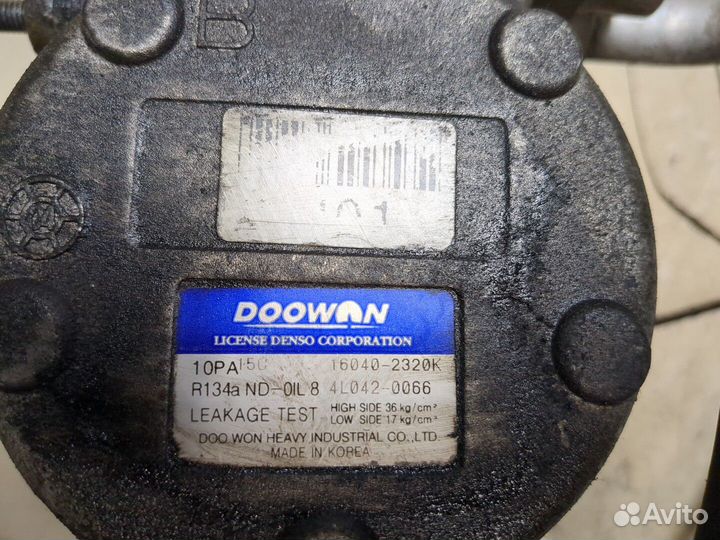 B
101
DOOWON
LICENSE DENSO CORPORATION
10PA15C 16040-2320K
R134a ND-OIL 8 4L042-0066
LEAKAGE TEST HIGH SIDE 36 kg/cm²
LOW SIDE 17 kg/cm²
DOO WON HEAVY INDUSTRIAL CO., LTD.
MADE IN KOREA
Avito